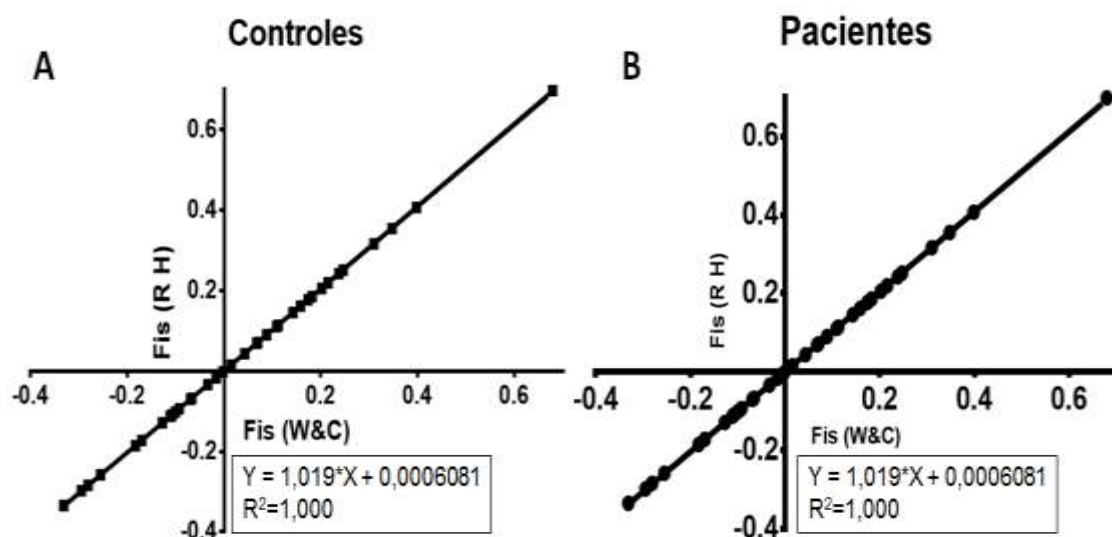 Controles
A
Fis (R H)
0.6
0.4
0.2
-0.4
-0.2
0.2
0.4
0.6
-0.2
-0.4
Fis (W&C)
Y = 1,019*X + 0,0006081
R²=1,000
Pacientes
B
Fis (R H)
0.6
0.4
0.2
-0.4
-0.2
0.2
0.4
0.6
-0.2
-0.4
Fis (W&C)
Y = 1,019*X + 0,0006081
R²=1,000